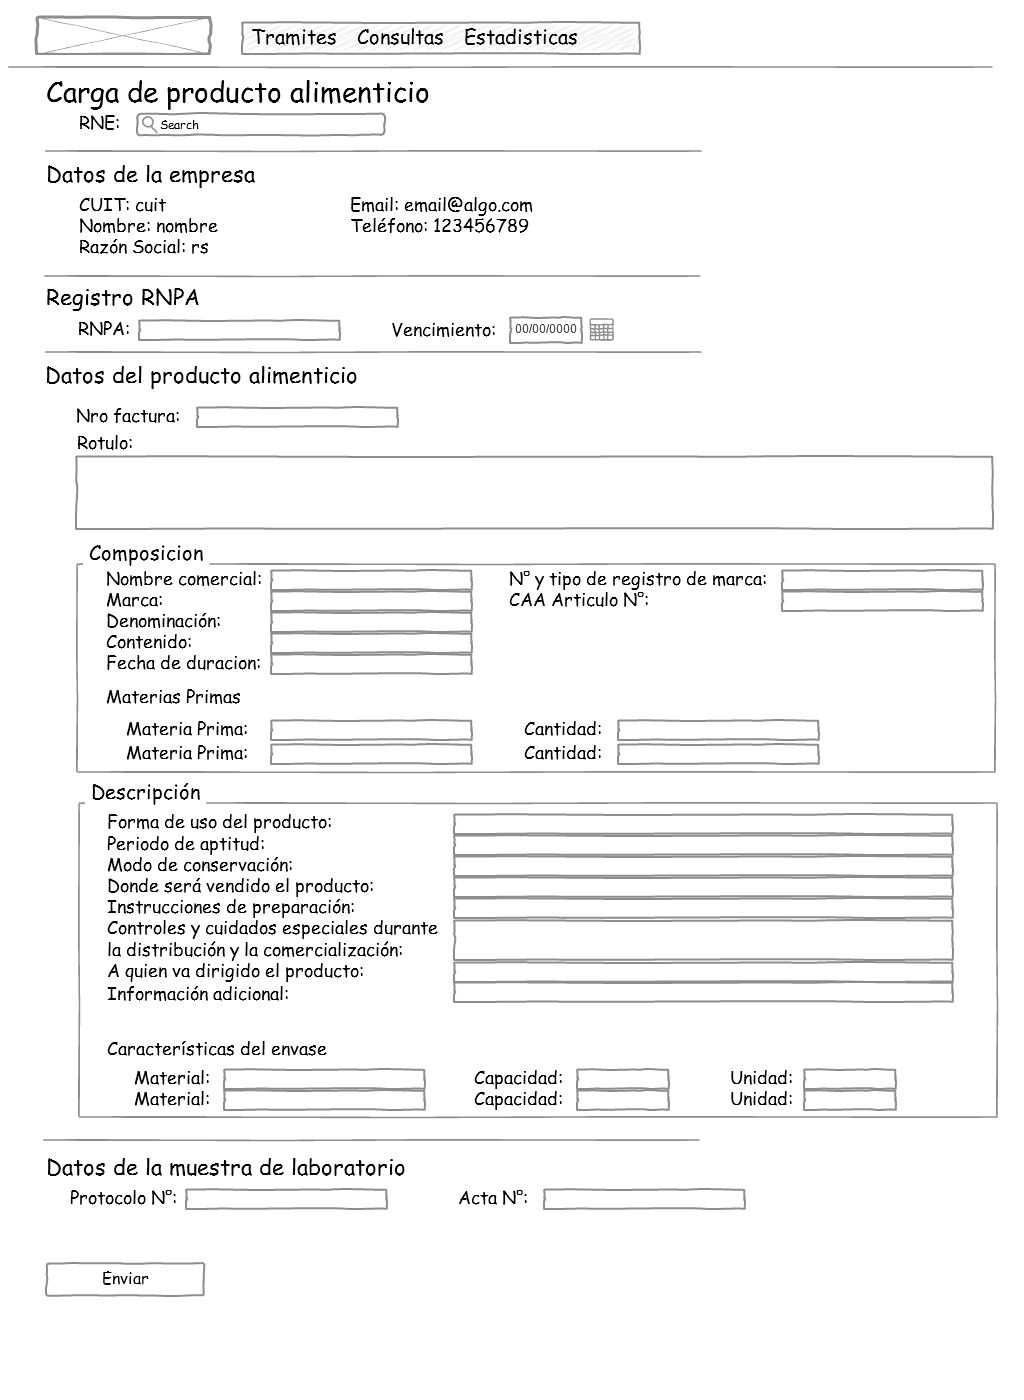 Tramites Consultas Estadisticas
Carga de producto alimenticio
RNE: Search
Datos de la empresa
CUIT: cuit Email: email@algo.com
Nombre: nombre Teléfono: 123456789
Razón Social: rs
Registro RNPA
RNPA: Vencimiento: 00/00/0000
Datos del producto alimenticio
Nro factura:
Rotulo:
Composicion
Nombre comercial: N° y tipo de registro de marca:
Marca: CAA Articulo N°:
Denominación:
Contenido:
Fecha de duracion:
Materias Primas
Materia Prima: Cantidad:
Materia Prima: Cantidad:
Descripción
Forma de uso del producto:
Periodo de aptitud:
Modo de conservación:
Donde será vendido el producto:
Instrucciones de preparación:
Controles y cuidados especiales durante
la distribución y la comercialización:
A quien va dirigido el producto:
Información adicional:
Características del envase
Material: Capacidad: Unidad:
Material: Capacidad: Unidad:
Datos de la muestra de laboratorio
Protocolo N°: Acta N°:
Enviar